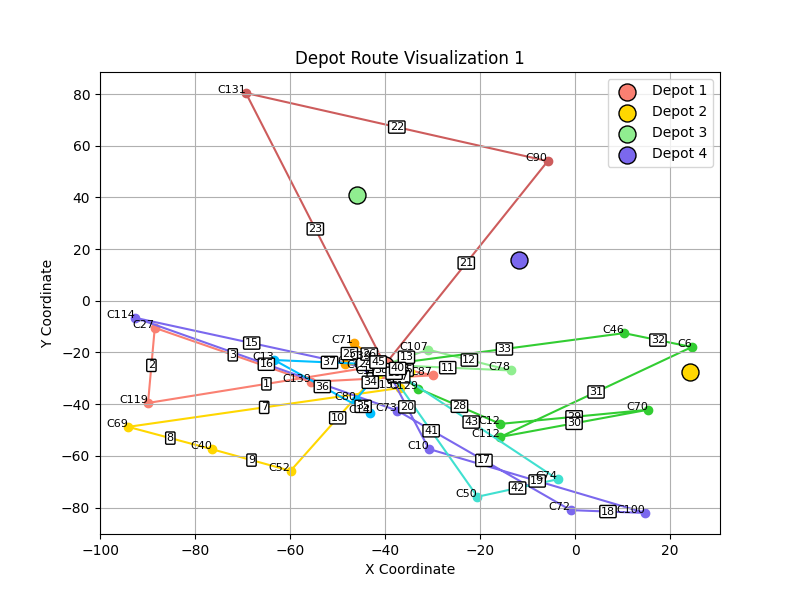 Depot Route Visualization 1
Depot 1
Depot 2
Depot 3
Depot 4
Y Coordinate
80
60
40
20
0
−20
−40
−60
−80
−100
−80
−60
−40
−20
0
20
X Coordinate
C131
22
C90
23
21
C114
C27
15
3
C71
C107
13
33
C46
32
C6
2
C13
37
45
12
11
C78
16
40
C87
C139
1
36
34
31
C119
C80
7
C73
20
28
C70
C69
10
43
C12
30
8
41
C112
C40
9
C10
17
C52
19
C74
C50
42
C72
18
C100